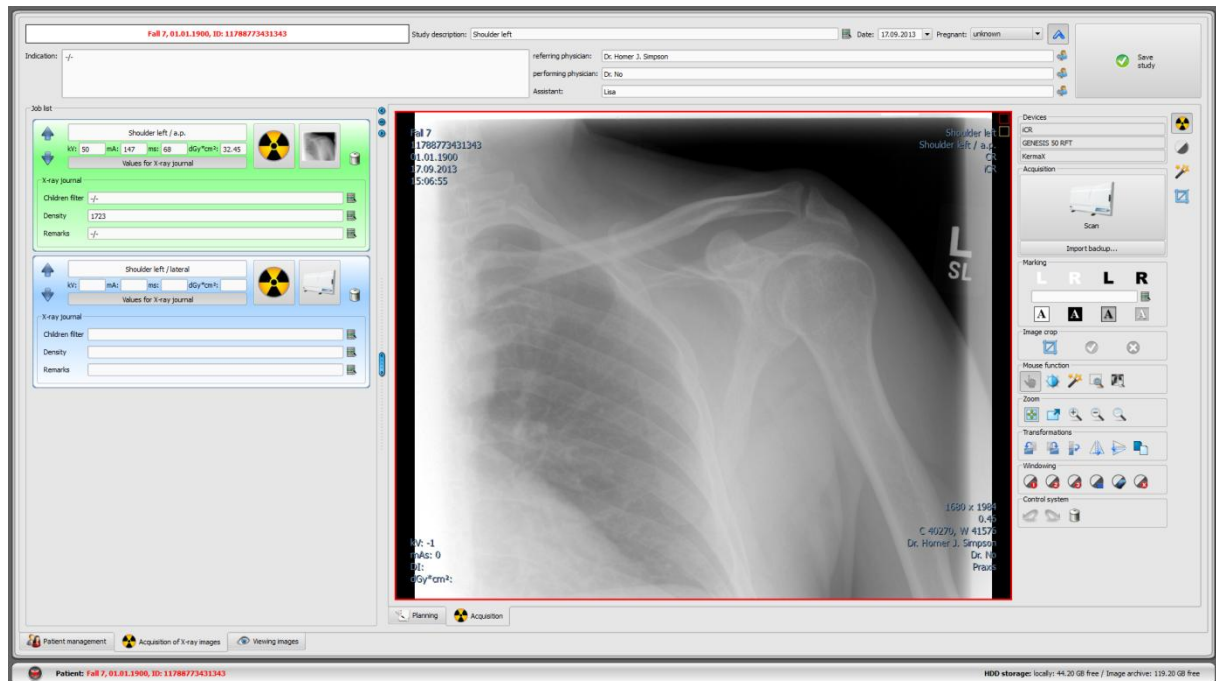 Fall 7, 01.01.1900, ID: 11788773431343
Study description: Shoulder left
Date: 17.09.2013
Pregnant: unknown
Save study
Indication: -/-
referring physician: Dr. Homer J. Simpson
performing physician: Dr. No
Assistant: Lisa
Job list
Shoulder left / a.p.
kV: 50 mA: 147 ms: 68 dGy*cm²: 32.45
Values for X-ray journal
X-ray journal
Children filter -/-
Density 1723
Remarks -/-
Shoulder left / lateral
kV: mA: ms: dGy*cm²:
Values for X-ray journal
X-ray journal
Children filter
Density
Remarks
Fall 7
11788773431343
01.01.1900
17.09.2013
15:06:55
Shoulder left
Shoulder left / a.p.
CR
iCR
L
SL
kV: -1
mAs: 0
DI:
dGy*cm²:
1680 x 1984
0.46
C 40270, W 41576
Dr. Homer J. Simpson
Dr. No
Praxis
Devices
iCR
GENESIS 50 RFT
KermaX
Acquisition
Scan
Import backup...
Marking
L R L R
A A A A
Image crop
Mouse function
Zoom
Transformations
Windowing
Control system
Planning
Acquisition
Patient management
Acquisition of X-ray images
Viewing images
Patient: Fall 7, 01.01.1900, ID: 11788773431343
HDD storage: locally: 44.20 GB free / Image archive: 119.20 GB free